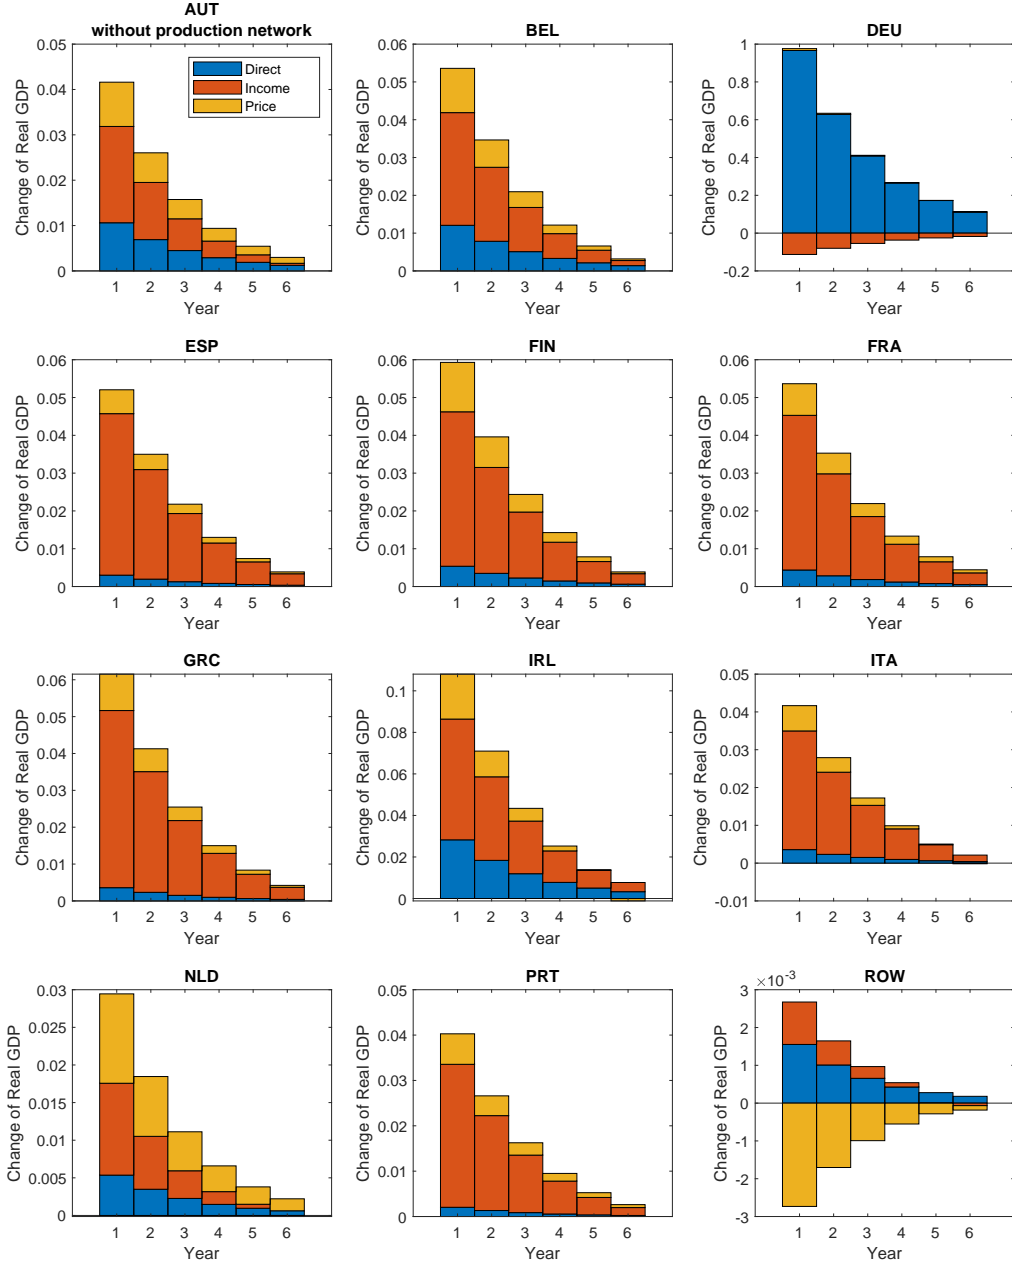 AUT
without production network
0.05
0.04
0.03
0.02
0.01
0
Change of Real GDP
1 2 3 4 5 6
Year
Direct
Income
Price
BEL
0.06
0.05
0.04
0.03
0.02
0.01
0
Change of Real GDP
1 2 3 4 5 6
Year
DEU
1
0.8
0.6
0.4
0.2
0
-0.2
Change of Real GDP
1 2 3 4 5 6
Year
ESP
0.06
0.05
0.04
0.03
0.02
0.01
0
Change of Real GDP
1 2 3 4 5 6
Year
FIN
0.06
0.05
0.04
0.03
0.02
0.01
0
Change of Real GDP
1 2 3 4 5 6
Year
FRA
0.06
0.05
0.04
0.03
0.02
0.01
0
Change of Real GDP
1 2 3 4 5 6
Year
GRC
0.06
0.05
0.04
0.03
0.02
0.01
0
Change of Real GDP
1 2 3 4 5 6
Year
IRL
0.1
0.08
0.06
0.04
0.02
0
Change of Real GDP
1 2 3 4 5 6
Year
ITA
0.05
0.04
0.03
0.02
0.01
0
-0.01
Change of Real GDP
1 2 3 4 5 6
Year
NLD
0.03
0.025
0.02
0.015
0.01
0.005
0
Change of Real GDP
1 2 3 4 5 6
Year
PRT
0.05
0.04
0.03
0.02
0.01
0
Change of Real GDP
1 2 3 4 5 6
Year
ROW
×10-3
3
2
1
0
-1
-2
-3
Change of Real GDP
1 2 3 4 5 6
Year